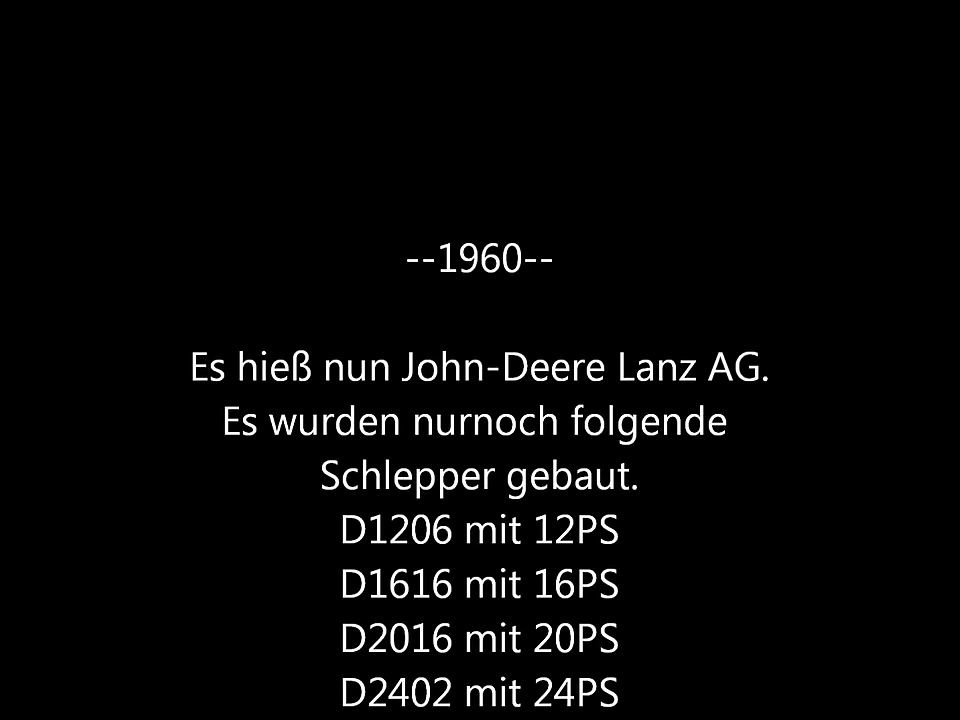 --1960--
Es hieß nun John-Deere Lanz AG.
Es wurden nurnoch folgende
Schlepper gebaut.
D1206 mit 12PS
D1616 mit 16PS
D2016 mit 20PS
D2402 mit 24PS